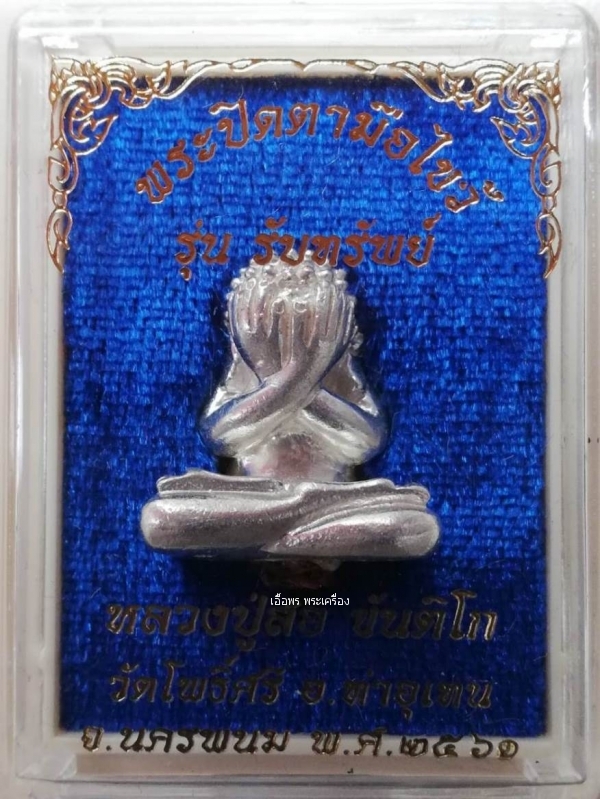 พระปิดตามือไขว้
รุ่น รับทรัพย์
เอื้อพร พระเครื่อง
หลวงปู่ ขันติโก
วัดโพธิ์ศรี อ.ท่าอุเทน
จ.นครพนม พ.ศ.๒๕๖๑